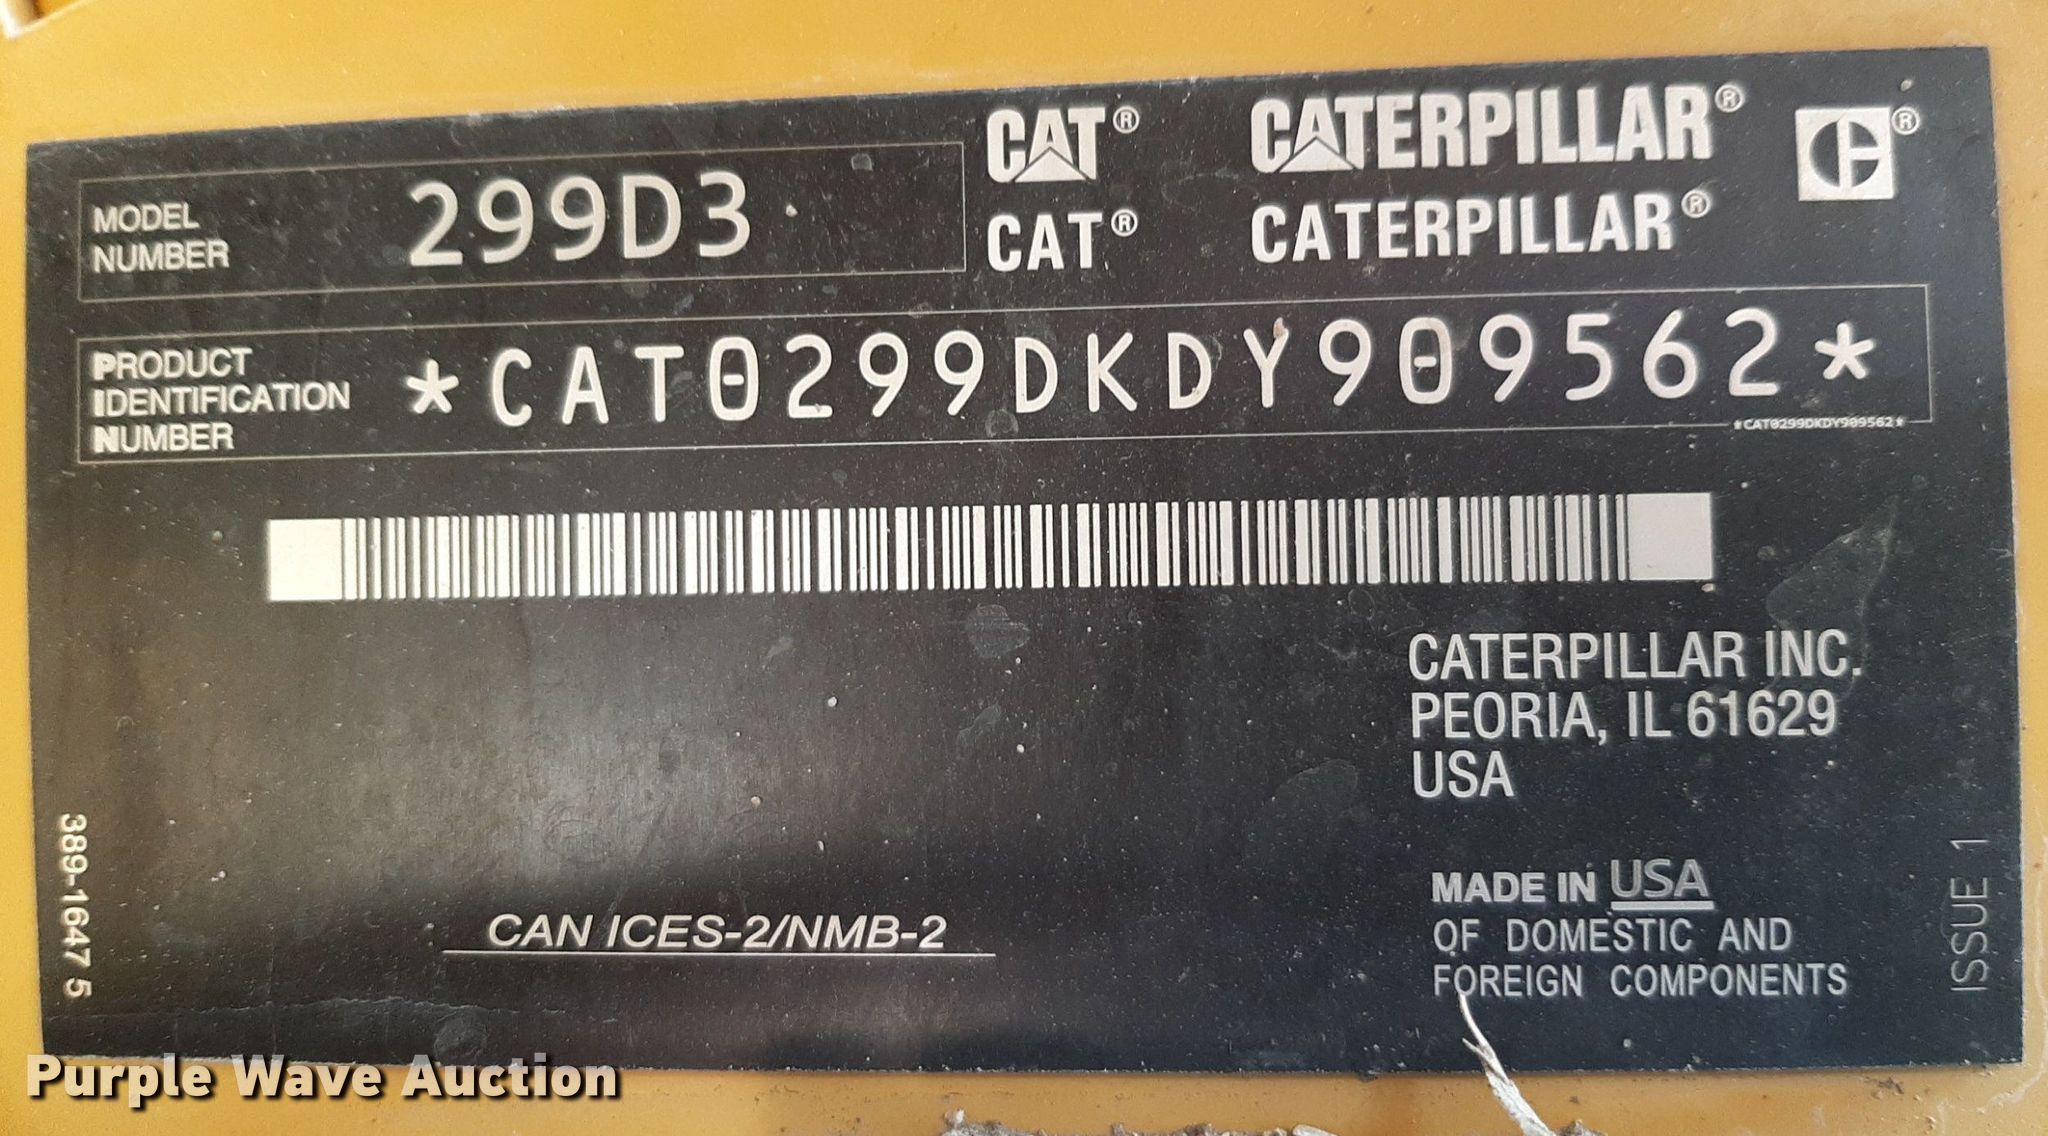 MODEL
NUMBER
299D3
CAT® CATERPILLAR® ®
CAT® CATERPILLAR®
PRODUCT
IDENTIFICATION
NUMBER
*CAT0299DKDY909562*
*CAT0299DKDY909562*
CATERPILLAR INC.
PEORIA, IL 61629
USA
MADE IN USA
OF DOMESTIC AND
FOREIGN COMPONENTS
CAN ICES-2/NMB-2
389-1647 5
ISSUE 1
Purple Wave Auction